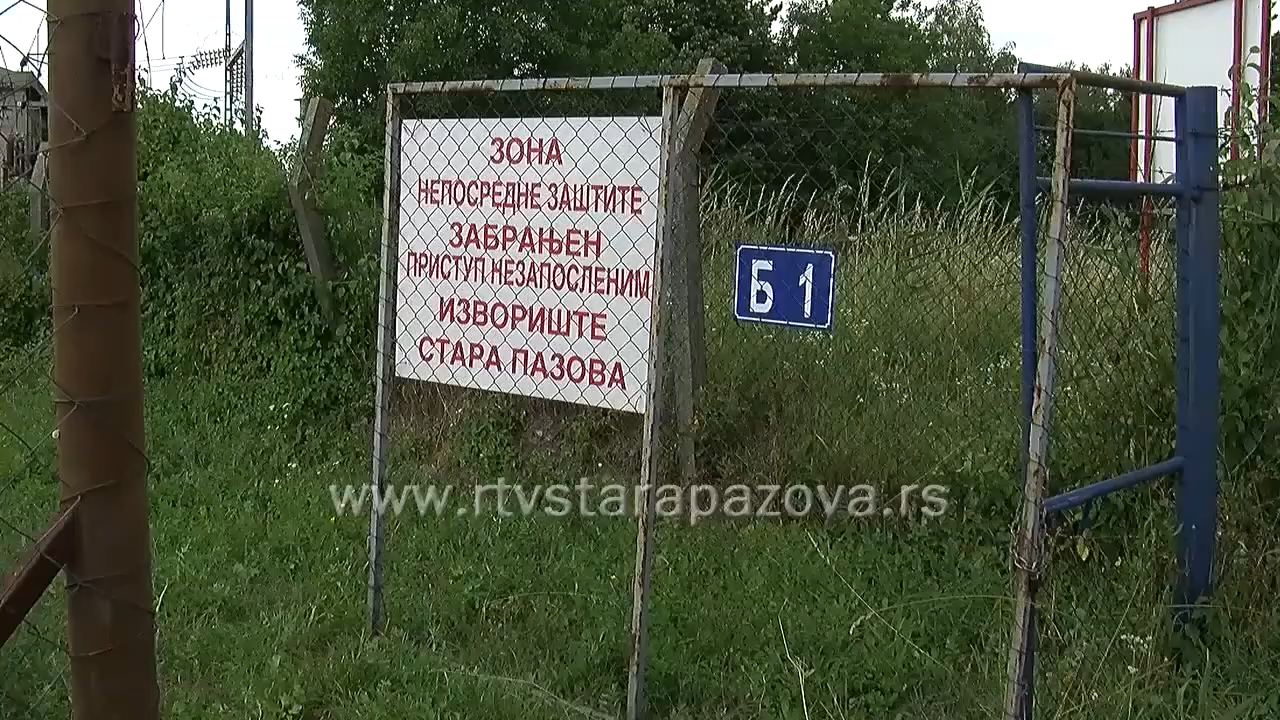 ЗОНА
НЕПОСРЕДНЕ ЗАШТИТЕ
ЗАБРАЊЕН
ПРИСТУП НЕЗАПОСЛЕНИМ
ИЗВОРИШТЕ
СТАРА ПАЗОВА
Б 1
www.rtvstarapazova.rs